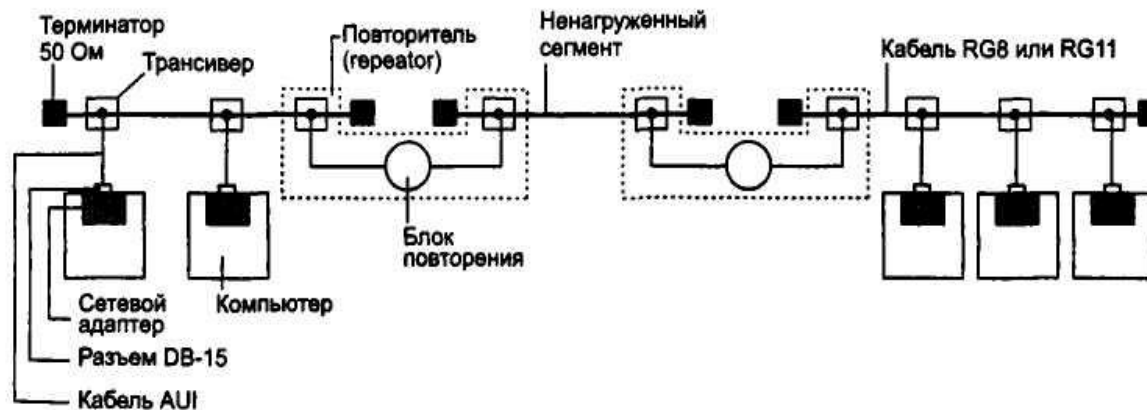 Терминатор
50 Ом
Трансивер
Повторитель
(repeator)
Ненагруженный
сегмент
Кабель RG8 или RG11
Блок
повторения
Сетевой
адаптер
Компьютер
Разъем DB-15
Кабель AUI